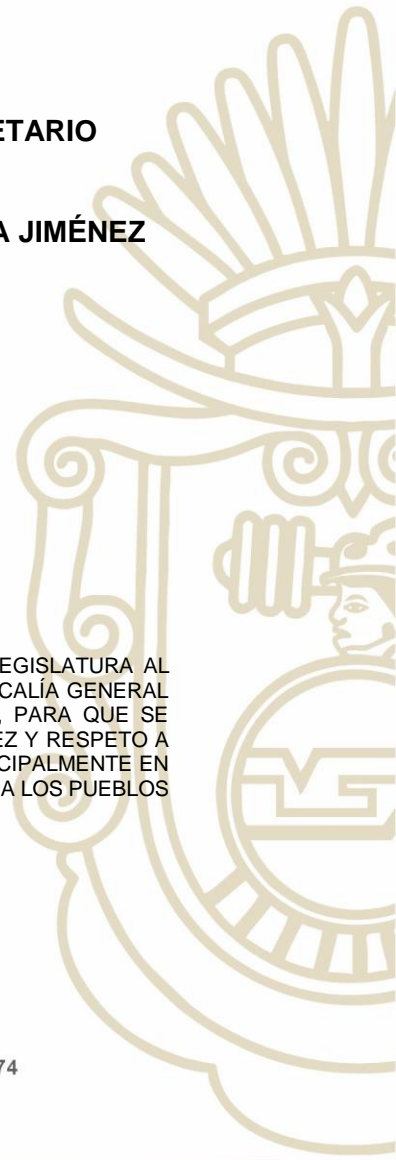 ETARIO
A JIMÉNEZ
EGISLATURA AL
CALÍA GENERAL
, PARA QUE SE
EZ Y RESPETO A
CIPALMENTE EN
A LOS PUEBLOS
74